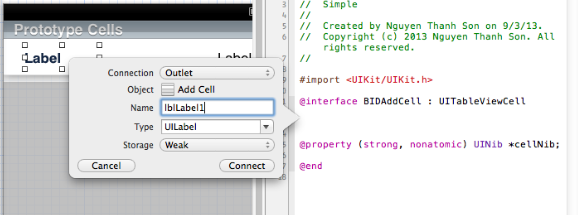 Prototype Cells
Label
Label
Connection Outlet
Object Add Cell
Name lblLabel1
Type UILabel
Storage Weak
Cancel Connect
3 // Simple
4 //
5 // Created by Nguyen Thanh Son on 9/3/13.
6 // Copyright (c) 2013 Nguyen Thanh Son. All
rights reserved.
7 //
#import <UIKit/UIKit.h>
@interface BIDAddCell : UITableViewCell
@property (strong, nonatomic) UINib *cellNib;
@end